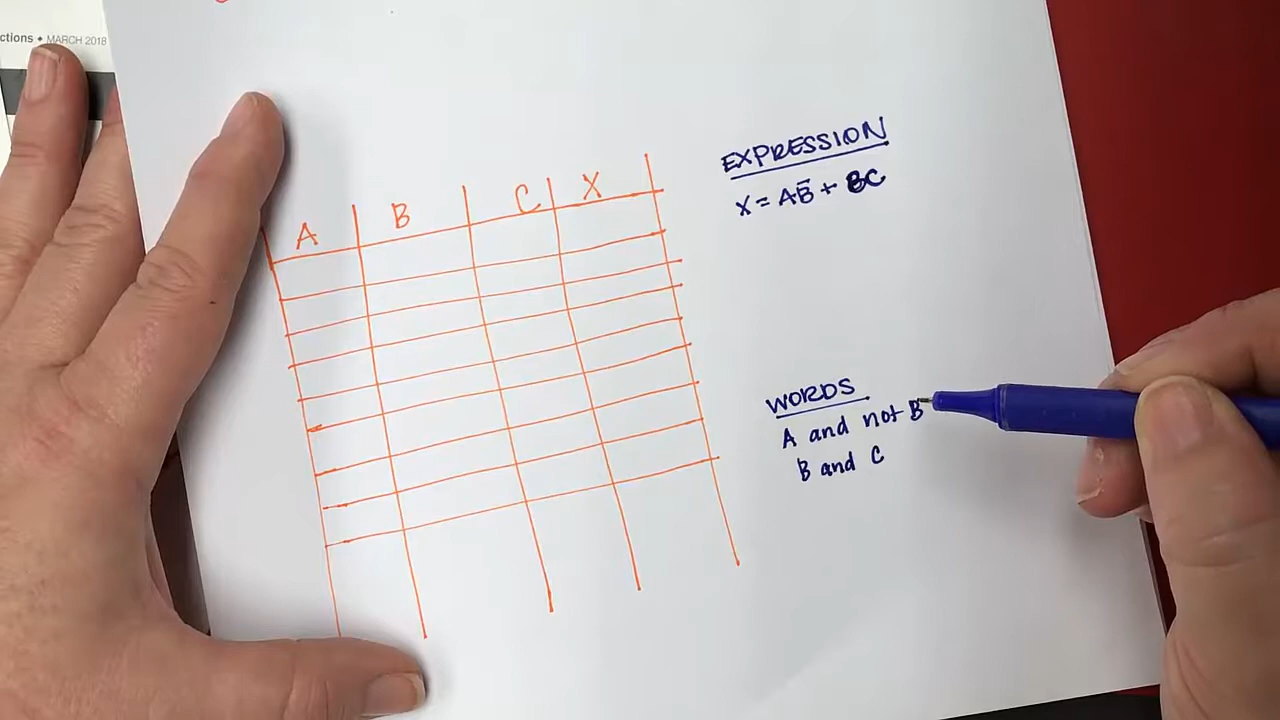 ctions • MARCH 2018
A B C X
EXPRESSION
X = AB̄ + BC
WORDS
A and not B
B and C